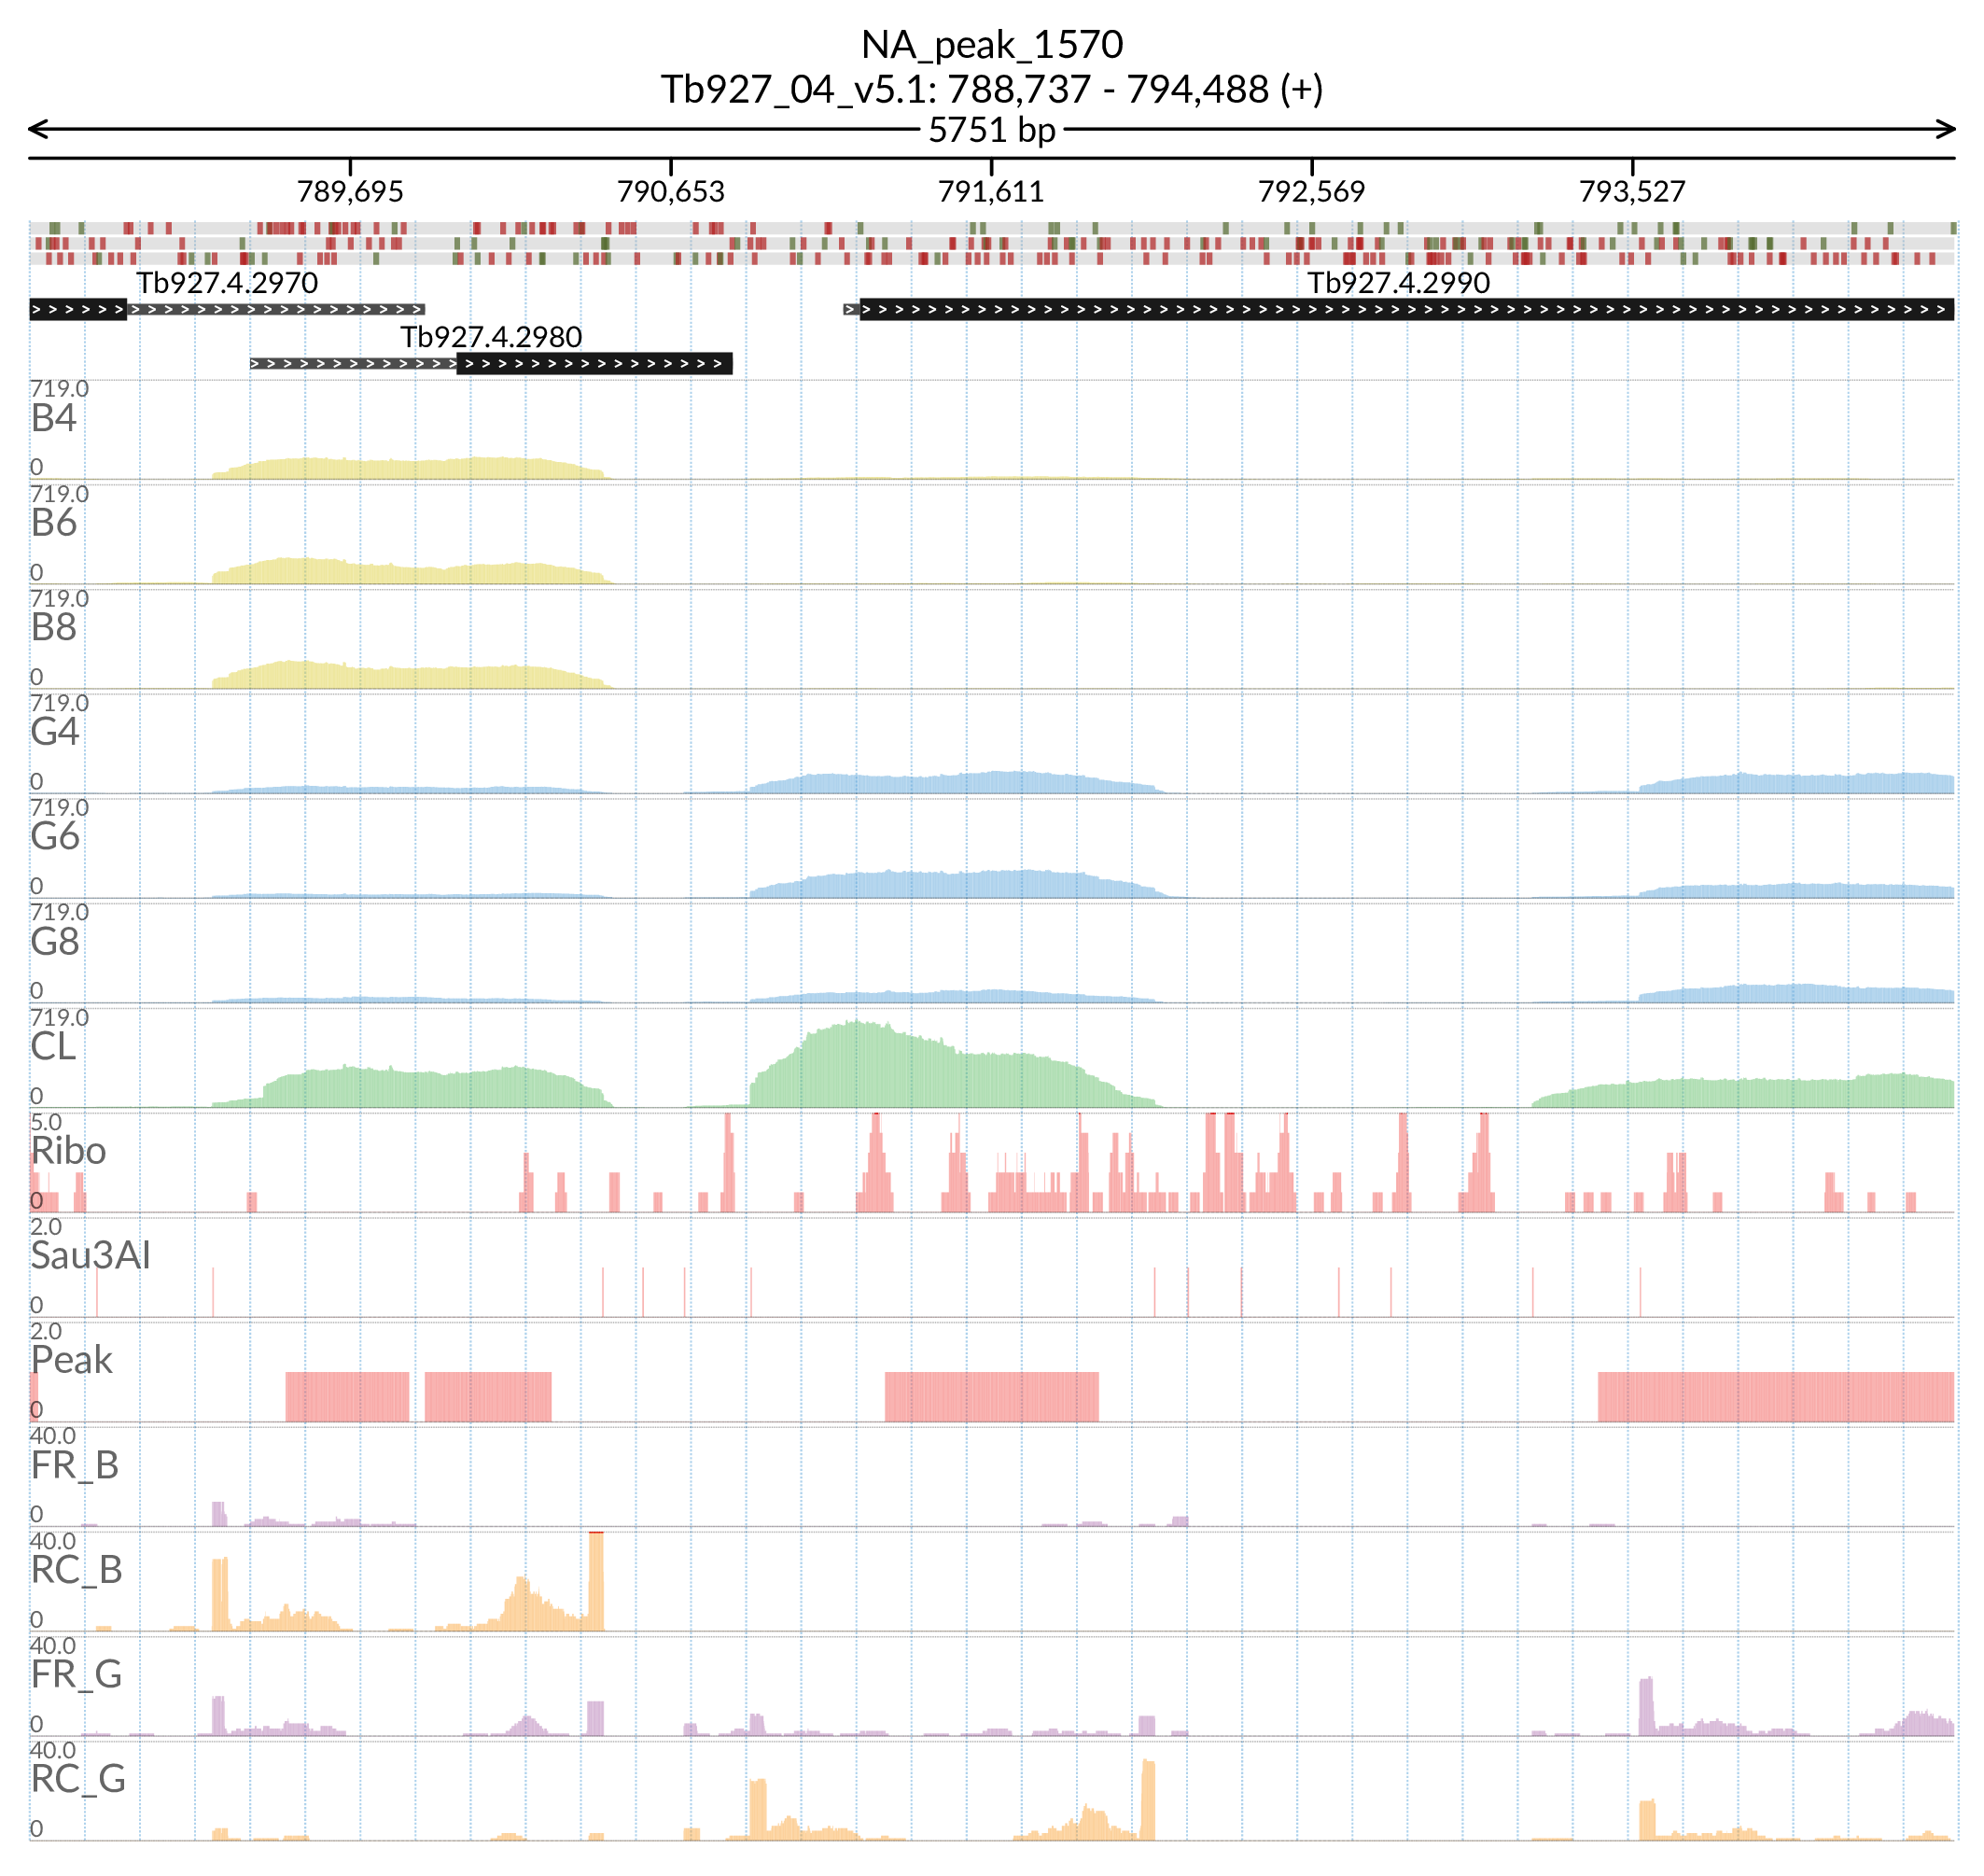 NA_peak_1570
Tb927_04_v5.1: 788,737 - 794,488 (+)
5751 bp
789,695 790,653 791,611 792,569 793,527
Tb927.4.2970 Tb927.4.2990
Tb927.4.2980
719.0
B4
0
719.0
B6
0
719.0
B8
0
719.0
G4
0
719.0
G6
0
719.0
G8
0
719.0
CL
0
5.0
Ribo
0
2.0
Sau3AI
0
2.0
Peak
0
40.0
FR_B
0
40.0
RC_B
0
40.0
FR_G
0
40.0
RC_G
0